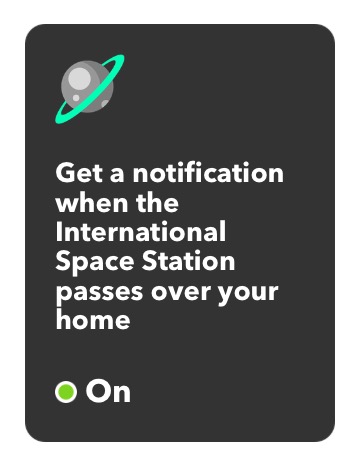 Get a notification
when the
International
Space Station
passes over your
home
On